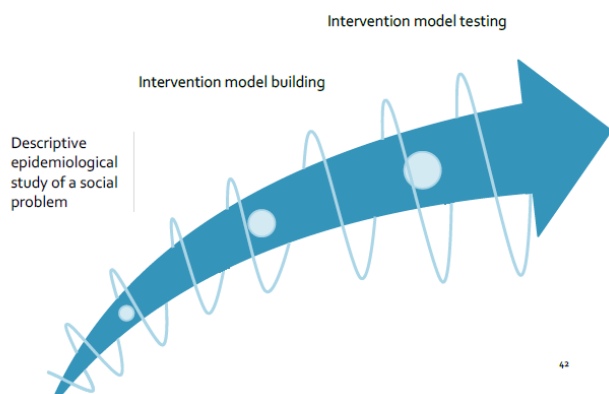 Intervention model testing
Intervention model building
Descriptive
epidemiological
study of a social
problem
42